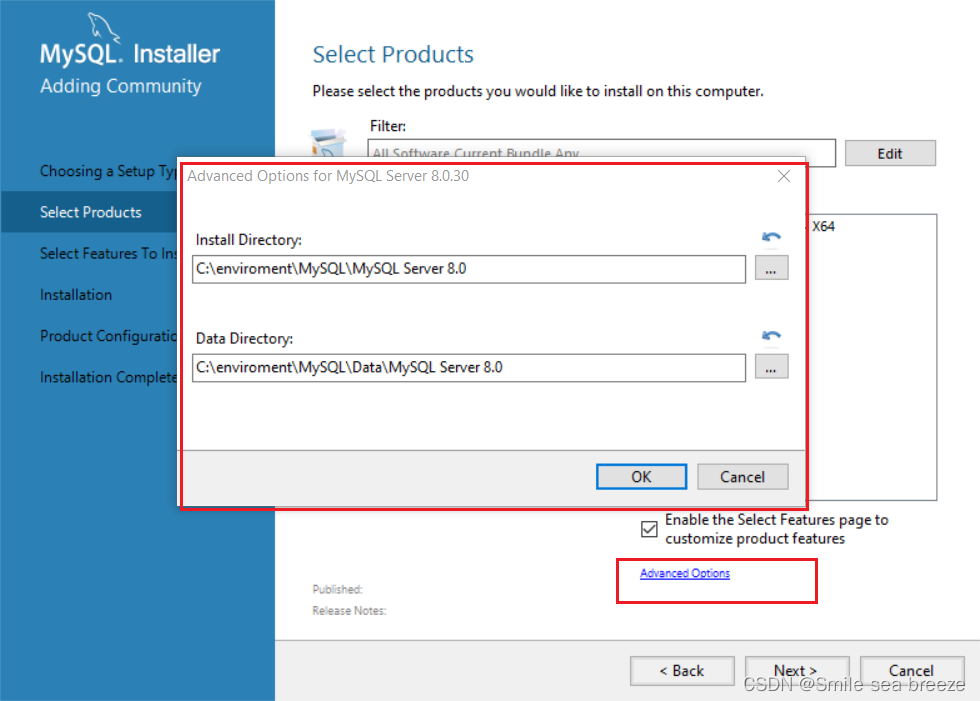 MySQL. Installer
Adding Community
Choosing a Setup Typ
Select Products
Select Features To Ins
Installation
Product Configuratio
Installation Complete
Select Products
Please select the products you would like to install on this computer.
Filter:
All Software,Current Bundle,Any
Edit
X64
Advanced Options for MySQL Server 8.0.30
Install Directory:
C:\enviroment\MySQL\MySQL Server 8.0
...
Data Directory:
C:\enviroment\MySQL\Data\MySQL Server 8.0
...
OK
Cancel
Enable the Select Features page to
customize product features
Advanced Options
Published:
Release Notes:
< Back
Next >
Cancel
CSDN @Smile sea breeze